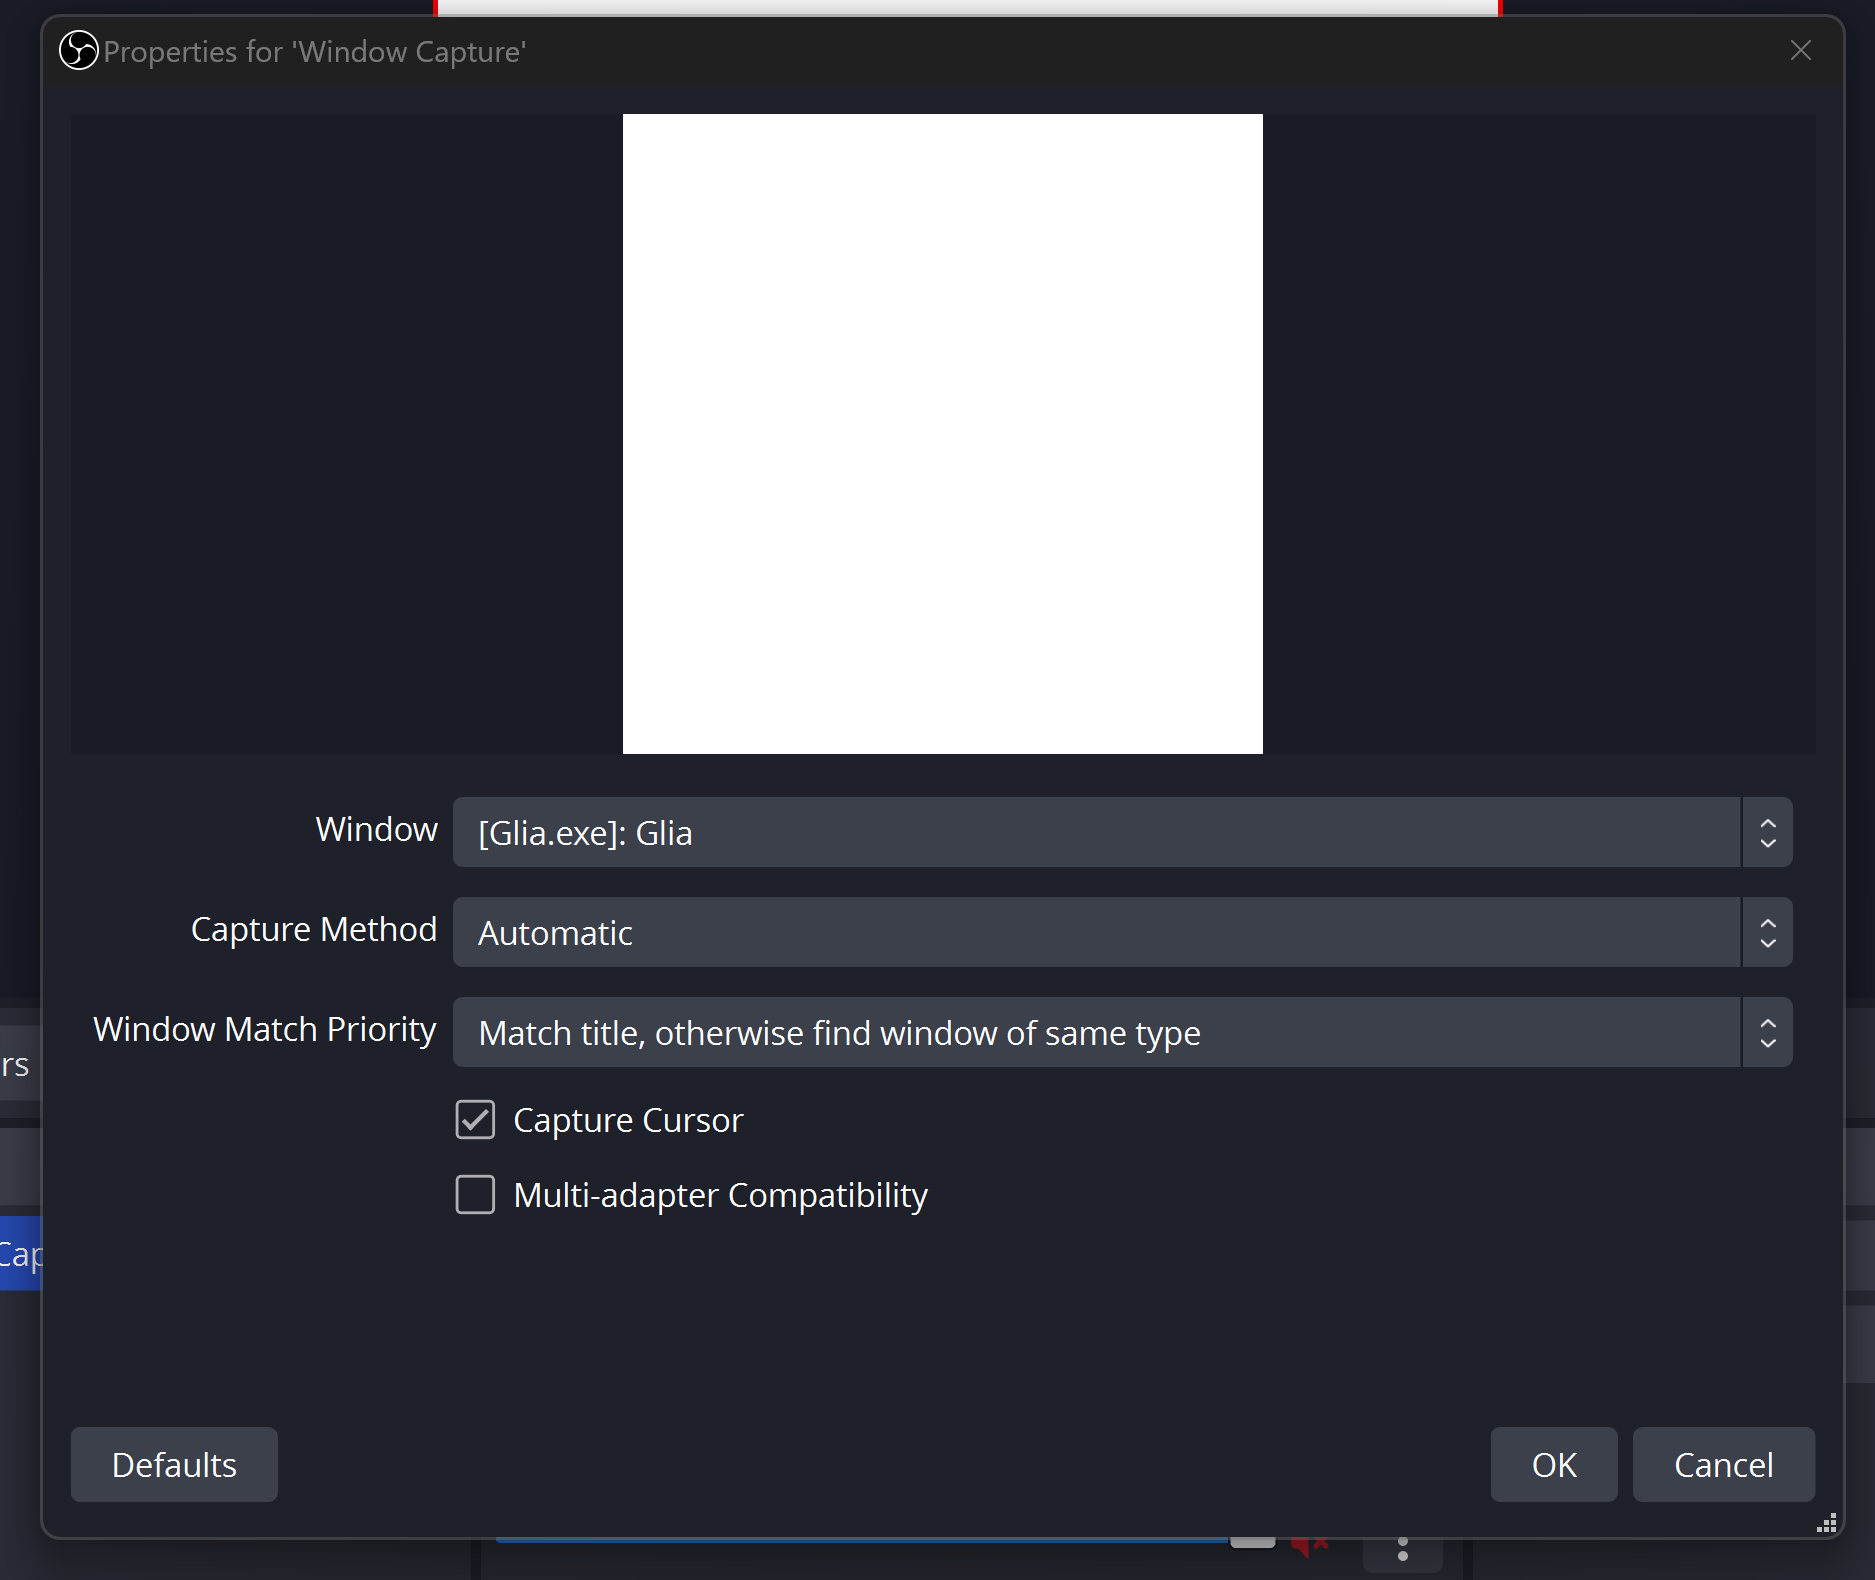 Properties for 'Window Capture'
Window
[Glia.exe]: Glia
Capture Method
Automatic
Window Match Priority
Match title, otherwise find window of same type
rs
Capture Cursor
Multi-adapter Compatibility
Cap
Defaults
OK
Cancel